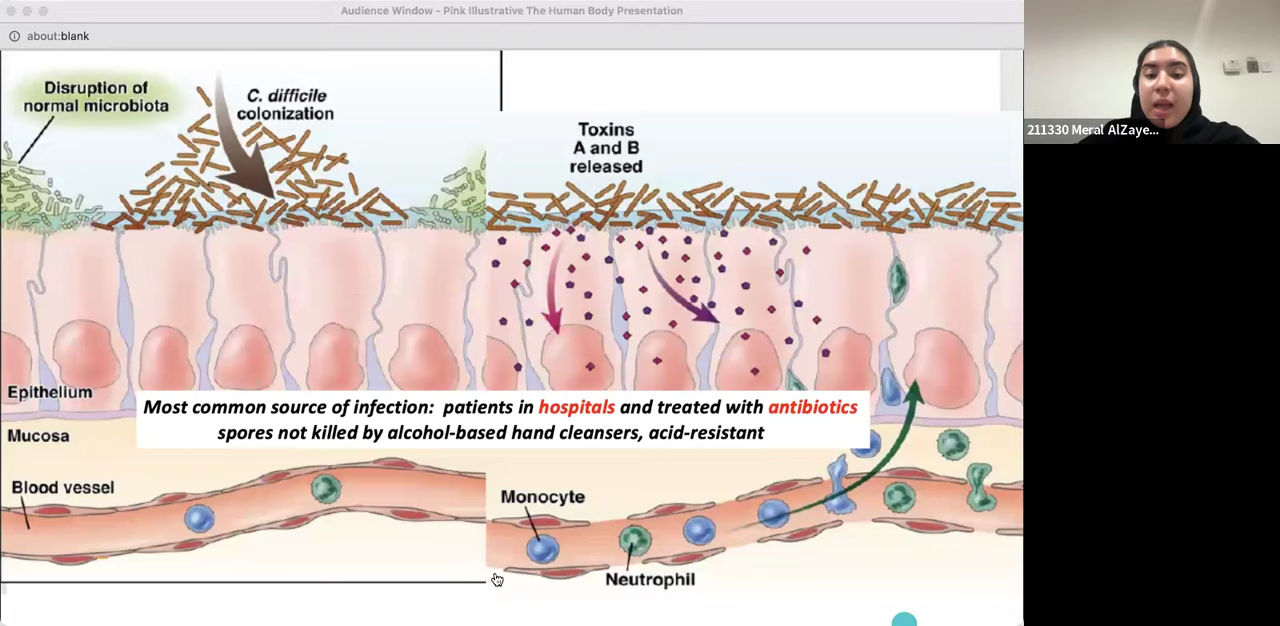 Audience Window - Pink Illustrative The Human Body Presentation
about:blank
Disruption of
normal microbiota
C. difficile
colonization
Toxins
A and B
released
211330 Meral AlZaye...
Epithelium
Most common source of infection: patients in hospitals and treated with antibiotics
spores not killed by alcohol-based hand cleansers, acid-resistant
Mucosa
Blood vessel
Monocyte
Neutrophil